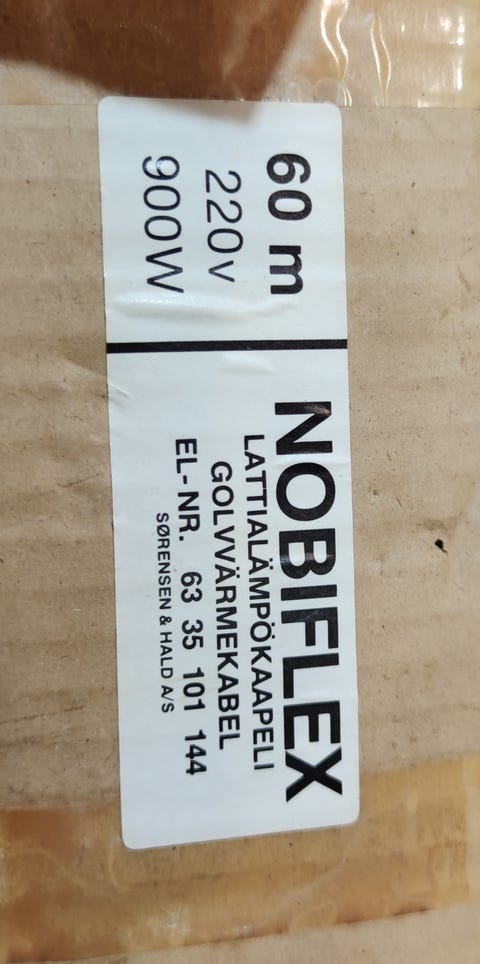 60 m
220v
900W
NOBIFLEX
LATTIALÄMPÖKAAPELI
GOLVVÄRMEKABEL
EL-NR. 63 35 101 144
SØRENSEN & HALD A/S